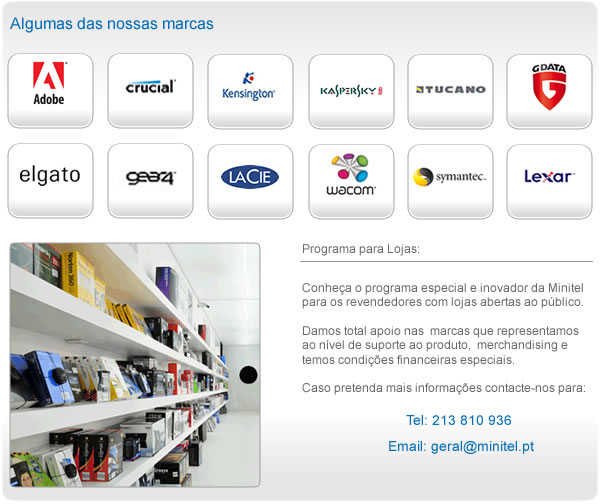 Algumas das nossas marcas
Adobe
crucial
Kensington
KASPERSKY
TUCANO
G DATA
elgato
gear4
LACIE
wacom
symantec.
Lexar
Programa para Lojas:
Conheça o programa especial e inovador da Minitel
para os revendedores com lojas abertas ao público.
Damos total apoio nas marcas que representamos
ao nível de suporte ao produto, merchandising e
temos condições financeiras especiais.
Caso pretenda mais informações contacte-nos para:
Tel: 213 810 936
Email: geral@minitel.pt
Norton 360